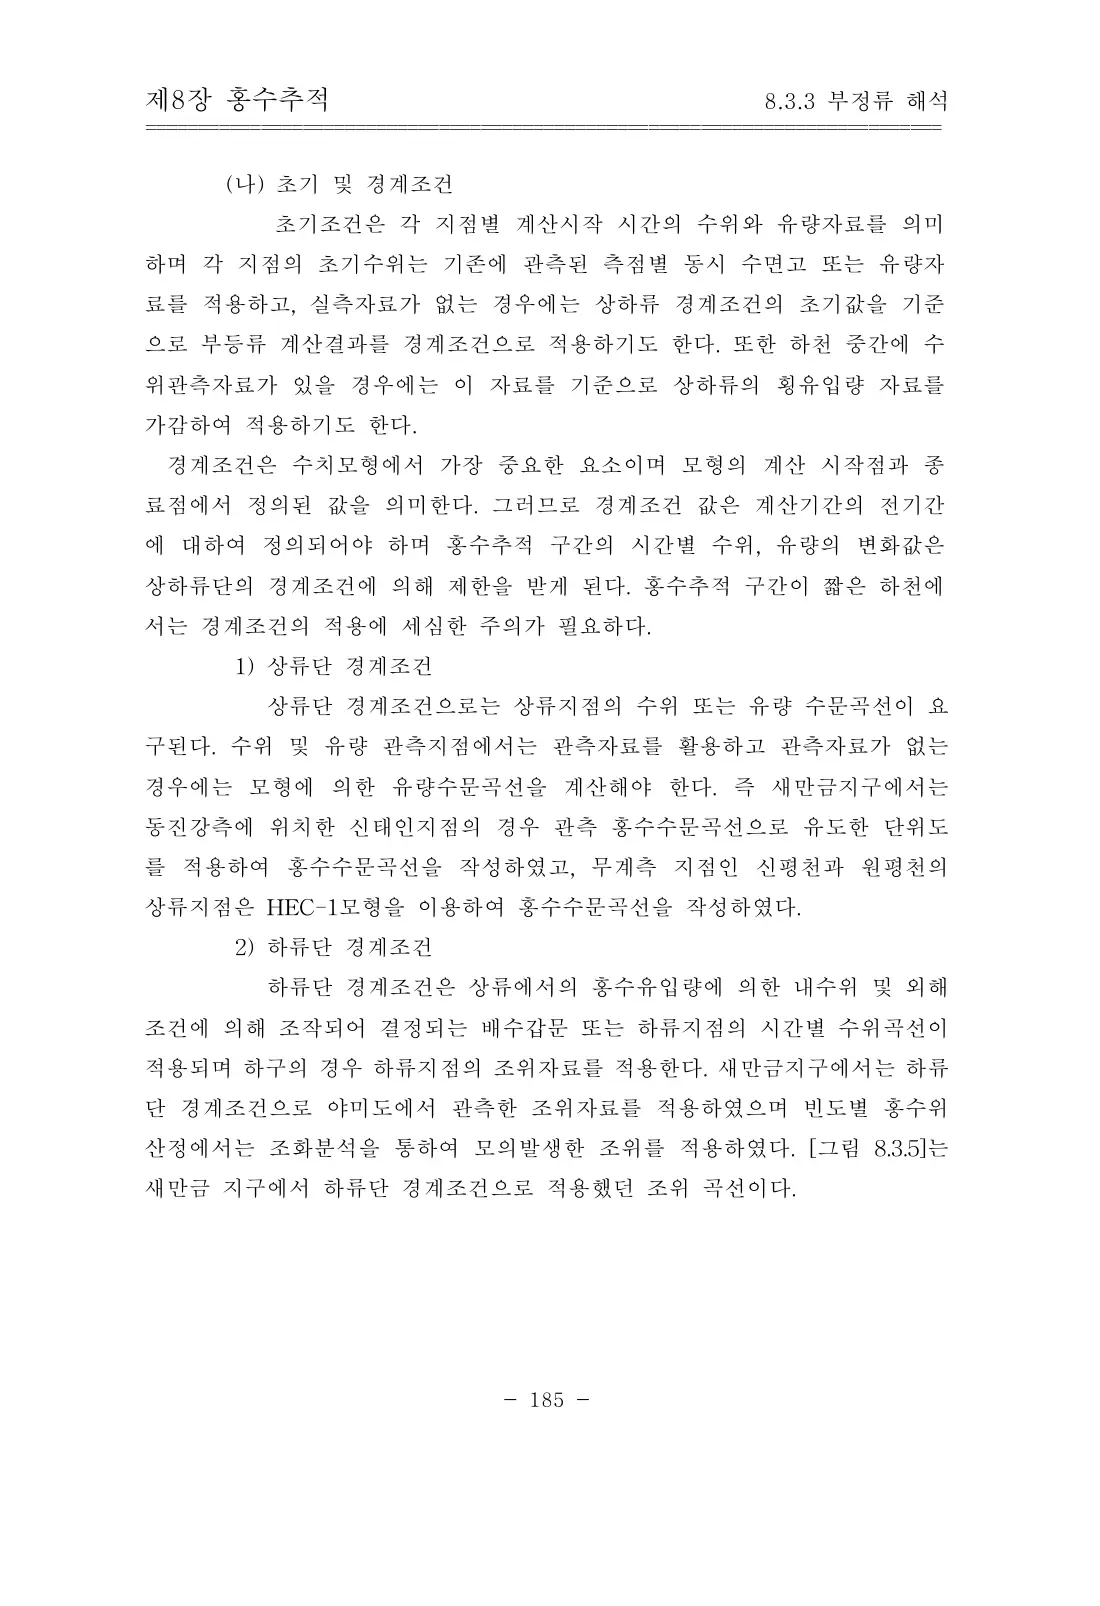 제8장 홍수추적 8.3.3 부정류 해석
(나) 초기 및 경계조건
초기조건은 각 지점별 계산시작 시간의 수위와 유량자료를 의미
하며 각 지점의 초기수위는 기존에 관측된 측점별 동시 수면고 또는 유량자
료를 적용하고, 실측자료가 없는 경우에는 상하류 경계조건의 초기값을 기준
으로 부등류 계산결과를 경계조건으로 적용하기도 한다. 또한 하천 중간에 수
위관측자료가 있을 경우에는 이 자료를 기준으로 상하류의 횡유입량 자료를
가감하여 적용하기도 한다.
경계조건은 수치모형에서 가장 중요한 요소이며 모형의 계산 시작점과 종
료점에서 정의된 값을 의미한다. 그러므로 경계조건 값은 계산기간의 전기간
에 대하여 정의되어야 하며 홍수추적 구간의 시간별 수위, 유량의 변화값은
상하류단의 경계조건에 의해 제한을 받게 된다. 홍수추적 구간이 짧은 하천에
서는 경계조건의 적용에 세심한 주의가 필요하다.
1) 상류단 경계조건
상류단 경계조건으로는 상류지점의 수위 또는 유량 수문곡선이 요
구된다. 수위 및 유량 관측지점에서는 관측자료를 활용하고 관측자료가 없는
경우에는 모형에 의한 유량수문곡선을 계산해야 한다. 즉 새만금지구에서는
동진강측에 위치한 신태인지점의 경우 관측 홍수수문곡선으로 유도한 단위도
를 적용하여 홍수수문곡선을 작성하였고, 무계측 지점인 신평천과 원평천의
상류지점은 HEC-1모형을 이용하여 홍수수문곡선을 작성하였다.
2) 하류단 경계조건
하류단 경계조건은 상류에서의 홍수유입량에 의한 내수위 및 외해
조건에 의해 조작되어 결정되는 배수갑문 또는 하류지점의 시간별 수위곡선이
적용되며 하구의 경우 하류지점의 조위자료를 적용한다. 새만금지구에서는 하류
단 경계조건으로 야미도에서 관측한 조위자료를 적용하였으며 빈도별 홍수위
산정에서는 조화분석을 통하여 모의발생한 조위를 적용하였다. [그림 8.3.5]는
새만금 지구에서 하류단 경계조건으로 적용했던 조위 곡선이다.
- 185 -